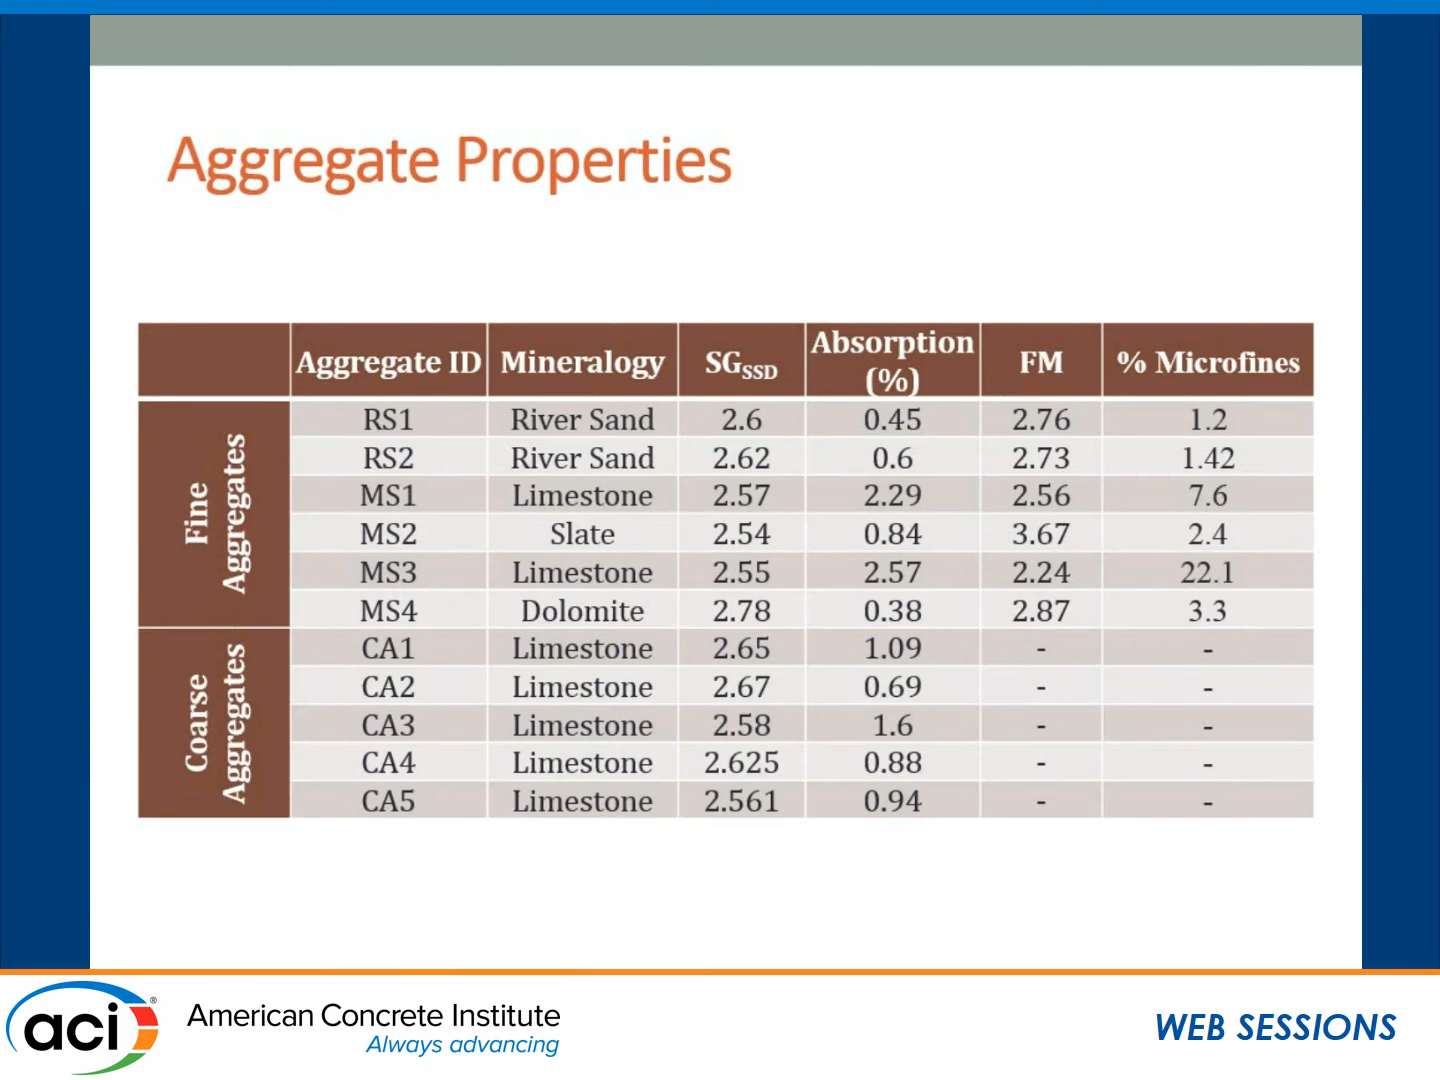 Aggregate Properties
Aggregate ID Mineralogy SGSSD Absorption (%) FM % Microfines
Fine Aggregates
RS1 River Sand 2.6 0.45 2.76 1.2
RS2 River Sand 2.62 0.6 2.73 1.42
MS1 Limestone 2.57 2.29 2.56 7.6
MS2 Slate 2.54 0.84 3.67 2.4
MS3 Limestone 2.55 2.57 2.24 22.1
MS4 Dolomite 2.78 0.38 2.87 3.3
Coarse Aggregates
CA1 Limestone 2.65 1.09 - -
CA2 Limestone 2.67 0.69 - -
CA3 Limestone 2.58 1.6 - -
CA4 Limestone 2.625 0.88 - -
CA5 Limestone 2.561 0.94 - -
aci®
American Concrete Institute
Always advancing
WEB SESSIONS